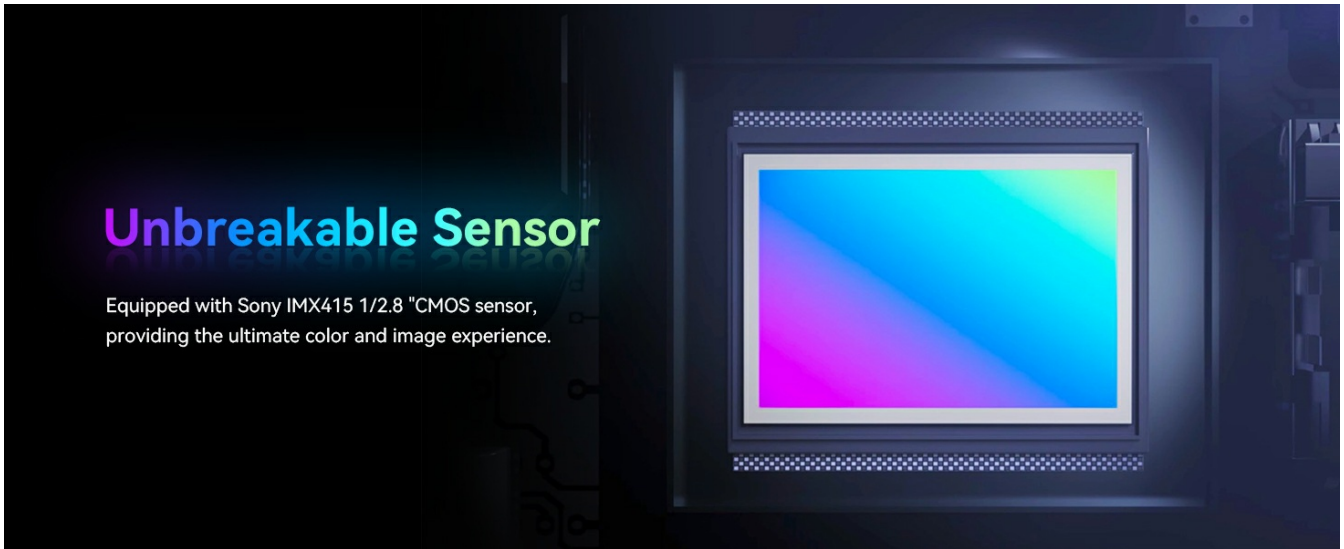 Unbreakable Sensor
Equipped with Sony IMX415 1/2.8 "CMOS sensor,
providing the ultimate color and image experience.